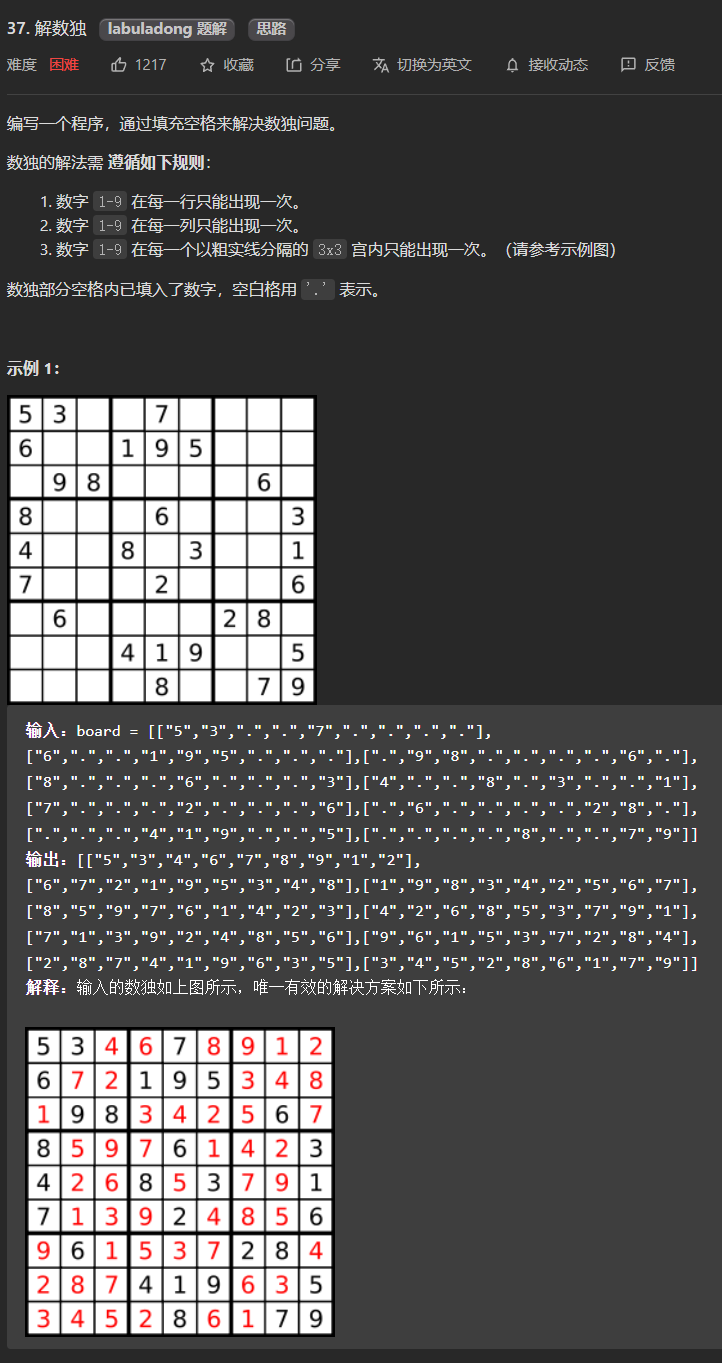 37. 解数独 labuladong 题解 思路
难度 困难 1217 收藏 分享 切换为英文 接收动态 反馈
编写一个程序，通过填充空格来解决数独问题。
数独的解法需 遵循如下规则：
1. 数字 1-9 在每一行只能出现一次。
2. 数字 1-9 在每一列只能出现一次。
3. 数字 1-9 在每一个以粗实线分隔的 3x3 宫内只能出现一次。（请参考示例图）
数独部分空格内已填入了数字，空白格用 '.' 表示。
示例 1：
5 3 7
6 1 9 5
9 8 6
8 6 3
4 8 3 1
7 2 6
6 2 8
4 1 9 5
8 7 9
输入：board = [["5","3",".",".","7",".",".",".","."],
["6",".",".","1","9","5",".",".","."],[".","9","8",".",".",".",".","6","."],
["8",".",".",".","6",".",".",".","3"],["4",".",".","8",".","3",".",".","1"],
["7",".",".",".","2",".",".",".","6"],[".","6",".",".",".",".","2","8","."],
[".",".",".","4","1","9",".",".","5"],[".",".",".",".","8",".",".","7","9"]]
输出：[["5","3","4","6","7","8","9","1","2"],
["6","7","2","1","9","5","3","4","8"],["1","9","8","3","4","2","5","6","7"],
["8","5","9","7","6","1","4","2","3"],["4","2","6","8","5","3","7","9","1"],
["7","1","3","9","2","4","8","5","6"],["9","6","1","5","3","7","2","8","4"],
["2","8","7","4","1","9","6","3","5"],["3","4","5","2","8","6","1","7","9"]]
解释：输入的数独如上图所示，唯一有效的解决方案如下所示：
5 3 4 6 7 8 9 1 2
6 7 2 1 9 5 3 4 8
1 9 8 3 4 2 5 6 7
8 5 9 7 6 1 4 2 3
4 2 6 8 5 3 7 9 1
7 1 3 9 2 4 8 5 6
9 6 1 5 3 7 2 8 4
2 8 7 4 1 9 6 3 5
3 4 5 2 8 6 1 7 9